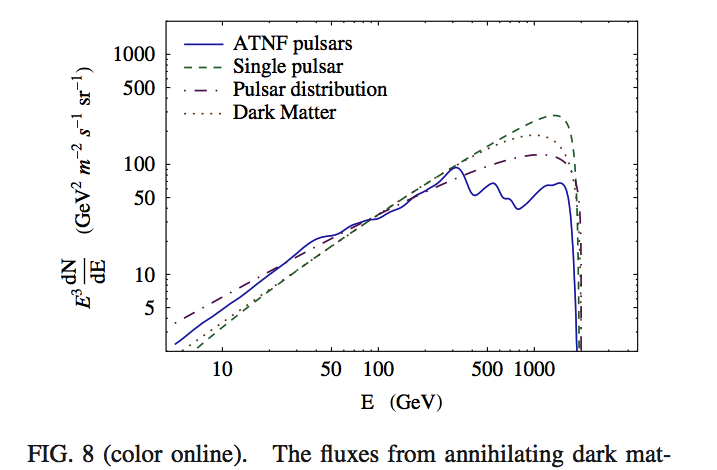 1000
500
100
50
10
5
E³ dN/dE (GeV² m⁻² s⁻¹ sr⁻¹)
ATNF pulsars
Single pulsar
Pulsar distribution
Dark Matter
10 50 100 500 1000
E (GeV)
FIG. 8 (color online). The fluxes from annihilating dark mat-